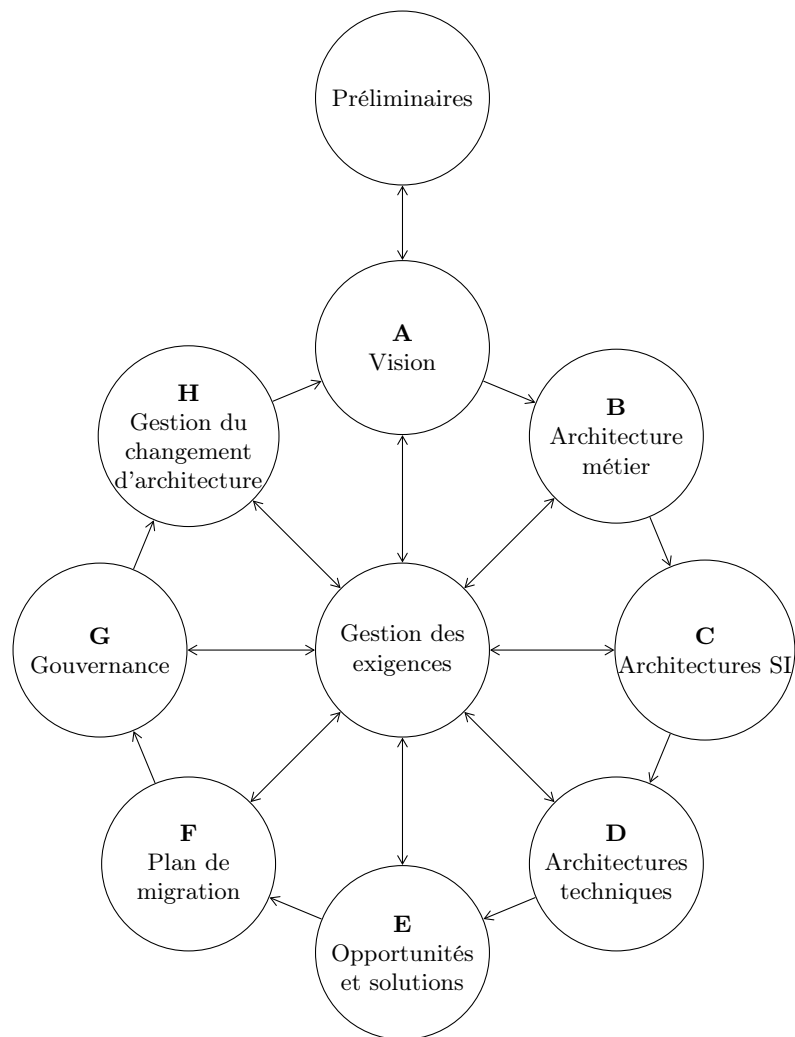 Préliminaires
A
Vision
B
Architecture
métier
C
Architectures SI
D
Architectures
techniques
E
Opportunités
et solutions
F
Plan de
migration
G
Gouvernance
H
Gestion du
changement
d'architecture
Gestion des
exigences